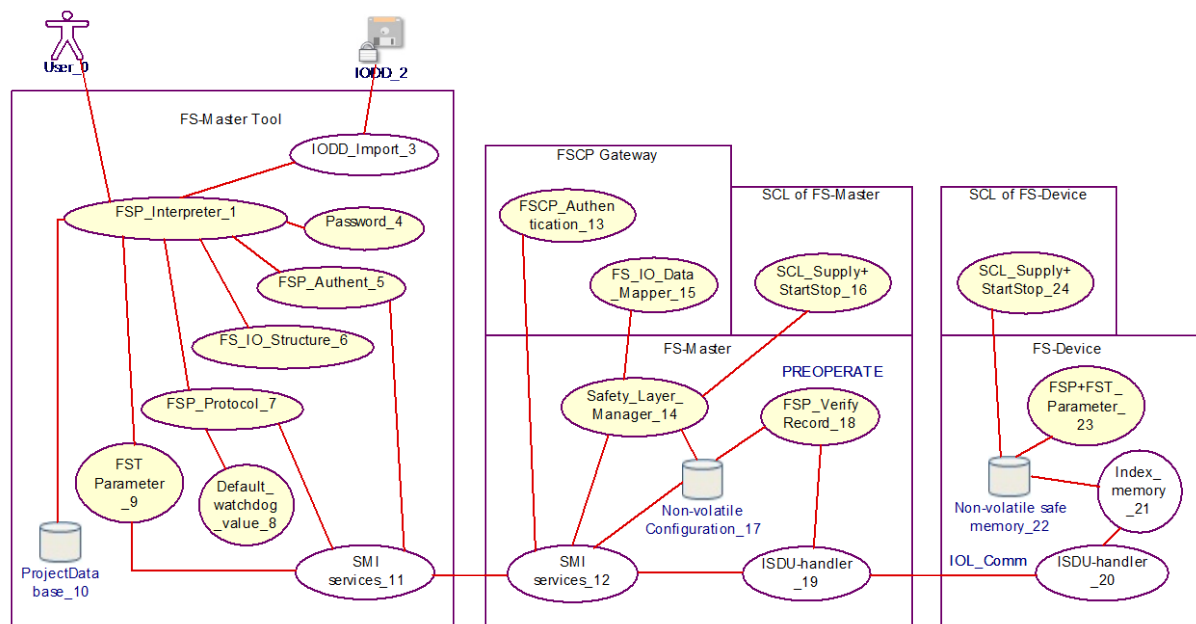 User_0
IODD_2
FS-Master Tool
IODD_Import_3
FSP_Interpreter_1
Password_4
FSP_Authent_5
FS_IO_Structure_6
FSP_Protocol_7
FST
Parameter
_9
Default_
watchdog
_value_8
ProjectData
base_10
SMI
services_11
FSCP Gateway
FSCP_Authen
tication_13
FS_IO_Data
_Mapper_15
SCL of FS-Master
SCL_Supply+
StartStop_16
FS-Master
PREOPERATE
Safety_Layer_
Manager_14
FSP_Verify
Record_18
Non-volatile
Configuration_17
SMI
services_12
ISDU-handler
_19
SCL of FS-Device
SCL_Supply+
StartStop_24
FS-Device
FSP+FST_
Parameter_
23
Index_
memory
_21
Non-volatile safe
memory_22
IOL_Comm
ISDU-handler
_20